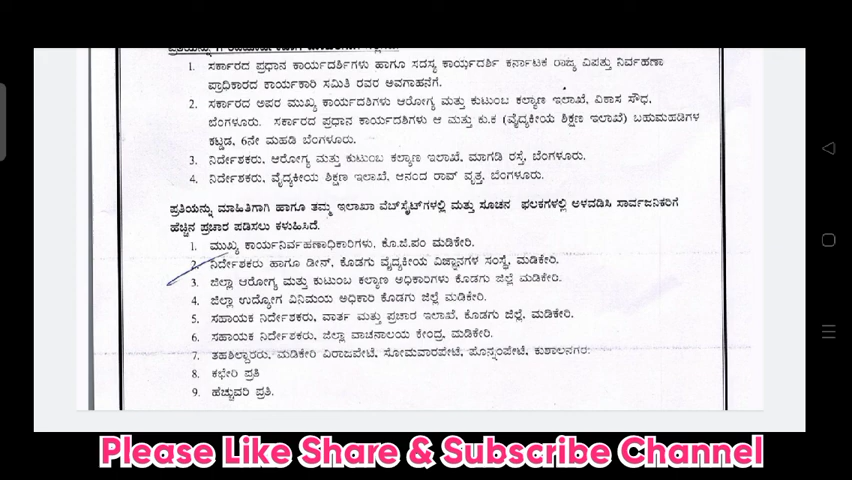 1. ಸರ್ಕಾರದ ಪ್ರಧಾನ ಕಾರ್ಯದರ್ಶಿಗಳು ಹಾಗೂ ಸದಸ್ಯ ಕಾರ್ಯದರ್ಶಿ ಕರ್ನಾಟಕ ರಾಜ್ಯ ವಿಪತ್ತು ನಿರ್ವಹಣಾ
ಪ್ರಾಧಿಕಾರದ ಕಾರ್ಯಕಾರಿ ಸಮಿತಿ ರವರ ಅವಗಾಹನೆಗೆ.
2. ಸರ್ಕಾರದ ಅಪರ ಮುಖ್ಯ ಕಾರ್ಯದಶಿಗಳು ಆರೋಗ್ಯ ಮತ್ತು ಕುಟುಂಬ ಕಲ್ಯಾಣ ಇಲಾಖೆ, ವಿಕಾಸ ಸೌಧ,
ಬೆಂಗಳೂರು. ಸರ್ಕಾರದ ಪ್ರಧಾನ ಕಾರ್ಯದಶಿಗಳು ಆ ಮತ್ತು ಕು.ಕ (ವೈದ್ಯಕೀಯ ಶಿಕ್ಷಣ ಇಲಾಖೆ) ಬಹುಮಹಡಿಗಳ
ಕಟ್ಟಡ, 6ನೇ ಮಹಡಿ ಬೆಂಗಳೂರು.
3. ನಿರ್ದೇಶಕರು, ಆರೋಗ್ಯ ಮತ್ತು ಕುಟುಂಬ ಕಲ್ಯಾಣ ಇಲಾಖೆ, ಮಾಗಡಿ ರಸ್ತೆ, ಬೆಂಗಳೂರು.
4. ನಿರ್ದೇಶಕರು, ವೈದ್ಯಕೀಯ ಶಿಕ್ಷಣ ಇಲಾಖೆ, ಆನಂದ ರಾವ್ ವೃತ್ತ, ಬೆಂಗಳೂರು.
ಪ್ರತಿಯನ್ನು ಮಾಹಿತಿಗಾಗಿ ಹಾಗೂ ತಮ್ಮ ಇಲಾಖಾ ವೆಬ್‌ಸೈಟ್‌ಗಳಲ್ಲಿ ಮತ್ತು ಸೂಚನ ಫಲಕಗಳಲ್ಲಿ ಅಳವಡಿಸಿ ಸಾರ್ವಜನಿಕರಿಗೆ
ಹೆಚ್ಚಿನ ಪ್ರಚಾರ ಪಡಿಸಲು ಕಳುಹಿಸಿದೆ.
1. ಮುಖ್ಯ ಕಾರ್ಯನಿರ್ವಹಣಾಧಿಕಾರಿಗಳು, ಕೊ.ಜಿ.ಪಂ ಮಡಿಕೇರಿ.
2. ನಿರ್ದೇಶಕರು ಹಾಗೂ ಡೀನ್, ಕೊಡಗು ವೈದ್ಯಕೀಯ ವಿಜ್ಞಾನಗಳ ಸಂಸ್ಥೆ, ಮಡಿಕೇರಿ.
3. ಜಿಲ್ಲಾ ಆರೋಗ್ಯ ಮತ್ತು ಕುಟುಂಬ ಕಲ್ಯಾಣ ಅಧಿಕಾರಿಗಳು ಕೊಡಗು ಜಿಲ್ಲೆ ಮಡಿಕೇರಿ.
4. ಜಿಲ್ಲಾ ಉದ್ಯೋಗ ವಿನಿಮಯ ಅಧಿಕಾರಿ ಕೊಡಗು ಜಿಲ್ಲೆ ಮಡಿಕೇರಿ.
5. ಸಹಾಯಕ ನಿರ್ದೇಶಕರು, ವಾರ್ತ ಮತ್ತು ಪ್ರಚಾರ ಇಲಾಖೆ, ಕೊಡಗು ಜಿಲ್ಲೆ, ಮಡಿಕೇರಿ.
6. ಸಹಾಯಕ ನಿರ್ದೇಶಕರು, ಜಿಲ್ಲಾ ವಾಚನಾಲಯ ಕೇಂದ್ರ, ಮಡಿಕೇರಿ.
7. ತಹಶಿಲ್ದಾರರು, ಮಡಿಕೇರಿ ವಿರಾಜಪೇಟೆ, ಸೋಮವಾರಪೇಟೆ, ಪೊನ್ನಂಪೇಟೆ, ಕುಶಾಲನಗರ.
8. ಕಛೇರಿ ಪ್ರತಿ
9. ಹೆಚ್ಚುವರಿ ಪ್ರತಿ.
Please Like Share & Subscribe Channel